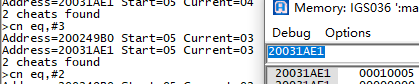 Address=20031AE1 Start=05 Current=04
2 cheats found
>cn eq,#3
Address=200249B0 Start=05 Current=03
Address=20031AE1 Start=05 Current=03
2 cheats found
>cn eq,#2
Memory: IGS036 ':ma
Debug Options
20031AE1
20031AE1 00010005